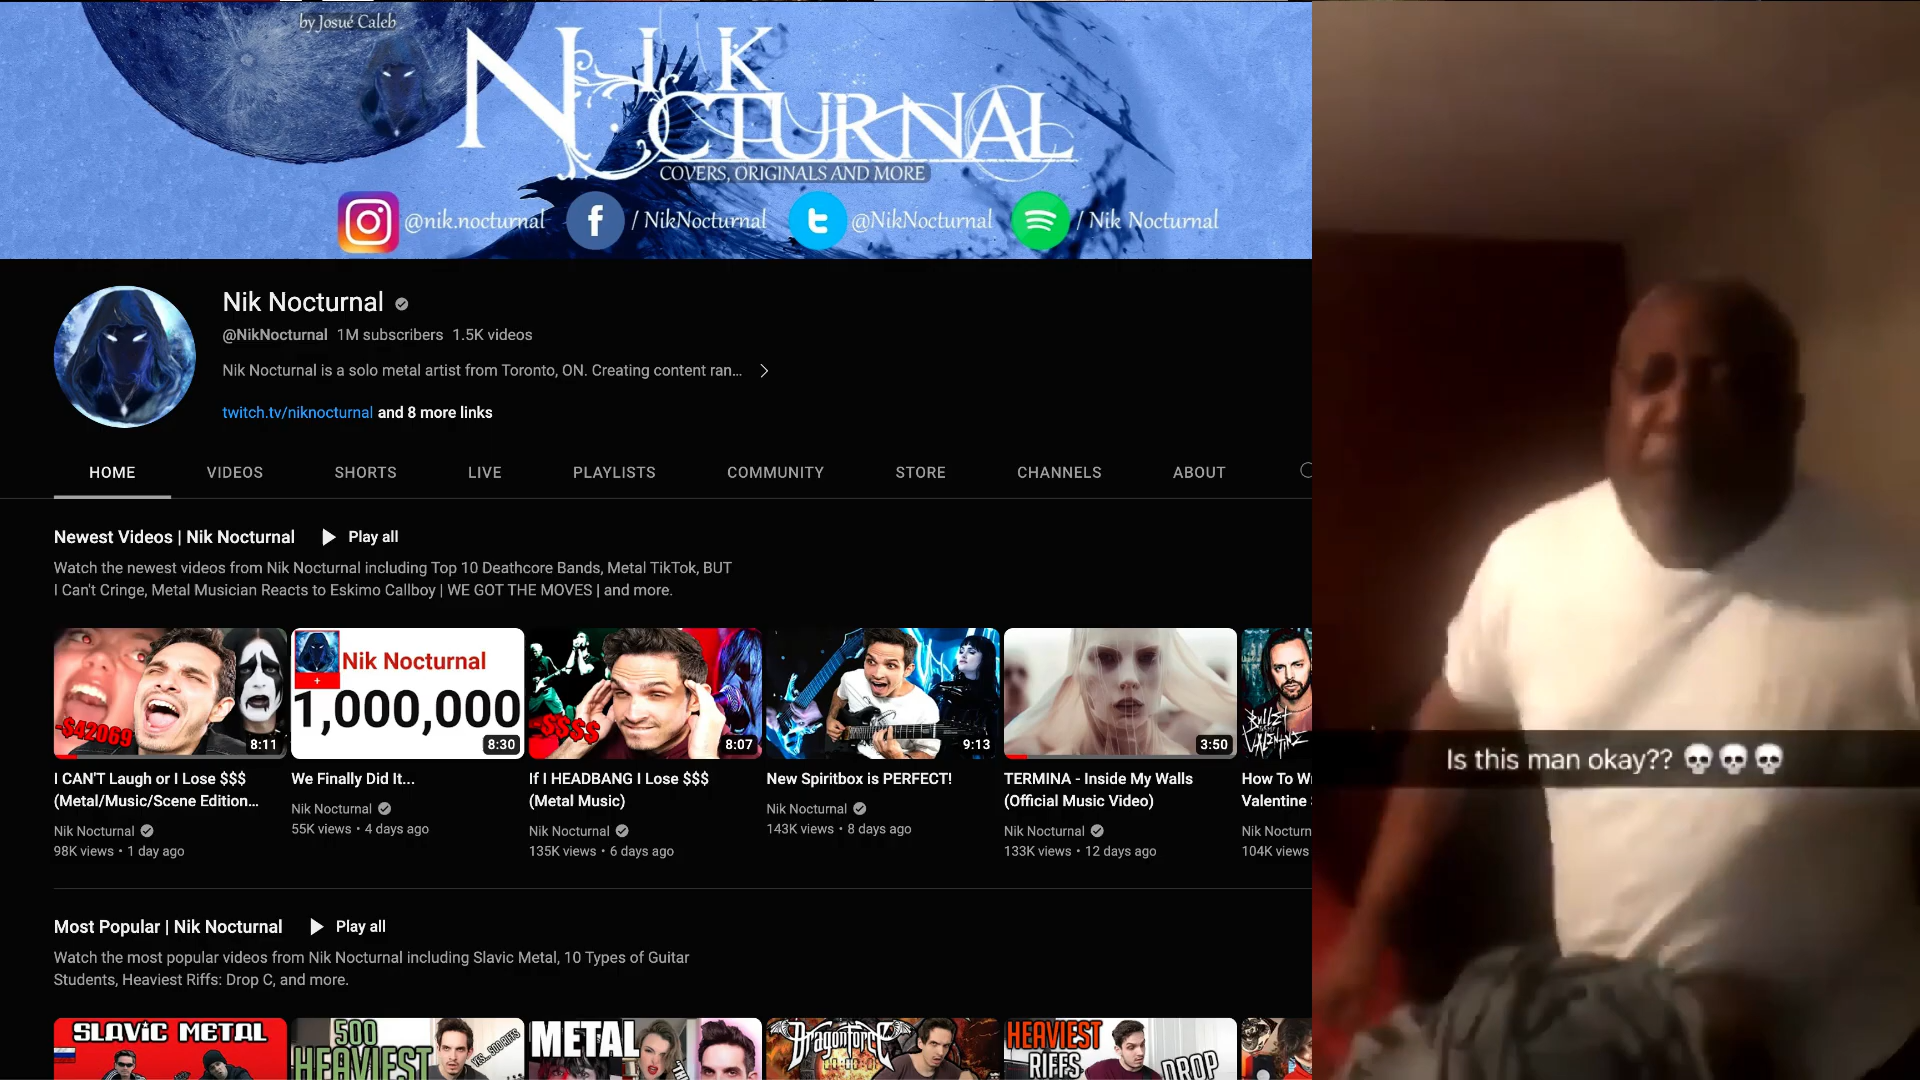 by Josué Caleb
NIK
NOCTURNAL
COVERS, ORIGINALS AND MORE
@nik.nocturnal
/ NikNocturnal
@NikNocturnal
/ Nik Nocturnal
Nik Nocturnal
@NikNocturnal 1M subscribers 1.5K videos
Nik Nocturnal is a solo metal artist from Toronto, ON. Creating content ran...
twitch.tv/niknocturnal and 8 more links
HOME VIDEOS SHORTS LIVE PLAYLISTS COMMUNITY STORE CHANNELS ABOUT
Newest Videos | Nik Nocturnal
Play all
Watch the newest videos from Nik Nocturnal including Top 10 Deathcore Bands, Metal TikTok, BUT
I Can't Cringe, Metal Musician Reacts to Eskimo Callboy | WE GOT THE MOVES | and more.
-$42069
8:11
I CAN'T Laugh or I Lose $$$
(Metal/Music/Scene Edition...
Nik Nocturnal
98K views • 1 day ago
Nik Nocturnal
1,000,000
8:30
We Finally Did It...
Nik Nocturnal
55K views • 4 days ago
-$$$$
8:07
If I HEADBANG I Lose $$$
(Metal Music)
Nik Nocturnal
135K views • 6 days ago
9:13
New Spiritbox is PERFECT!
Nik Nocturnal
143K views • 8 days ago
3:50
TERMINA - Inside My Walls
(Official Music Video)
Nik Nocturnal
133K views • 12 days ago
BULLET
VALENTINE
How To W
Valentine
Nik Nocturn
104K views
Most Popular | Nik Nocturnal
Play all
Watch the most popular videos from Nik Nocturnal including Slavic Metal, 10 Types of Guitar
Students, Heaviest Riffs: Drop C, and more.
SLAVIC METAL
500
HEAVIEST
YES... 500 RIFFS
METAL
DRAGONFORCE
HEAVIEST
RIFFS
DROP
Is this man okay?? 💀💀💀